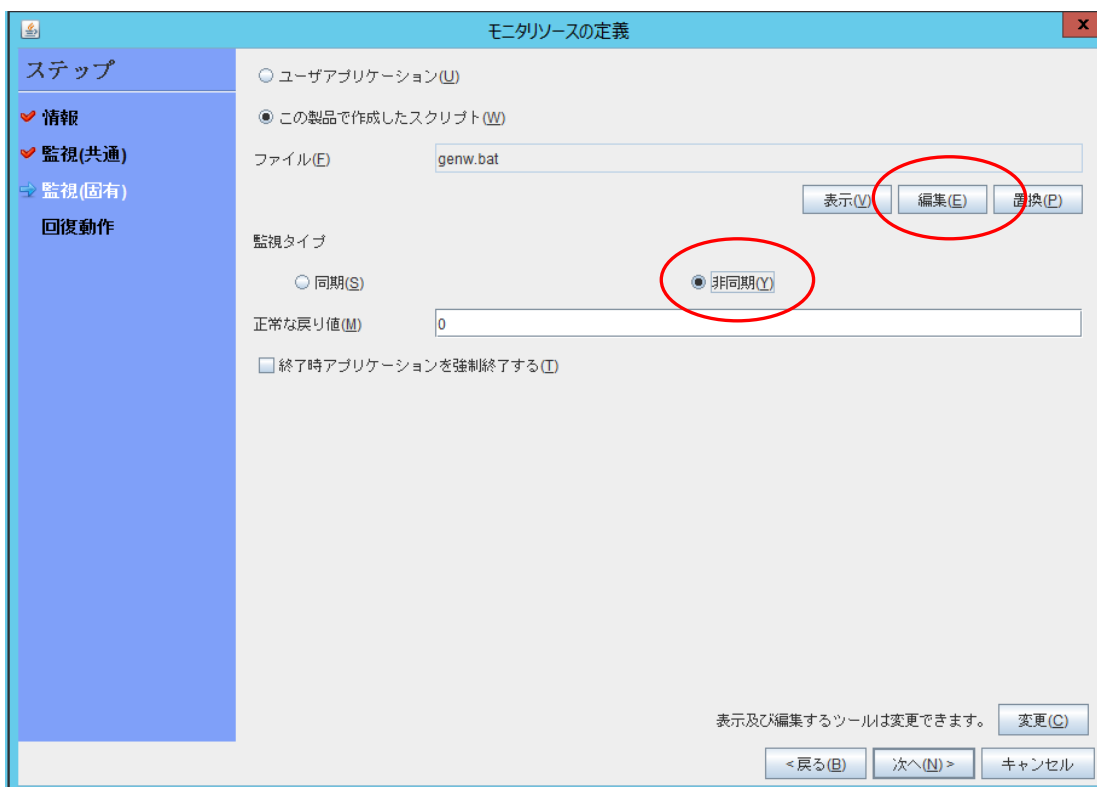 モニタリソースの定義
x
ステップ
情報
監視(共通)
監視(固有)
回復動作
ユーザアプリケーション(U)
この製品で作成したスクリプト(W)
ファイル(F)
genw.bat
表示(V)
編集(E)
置換(P)
監視タイプ
同期(S)
非同期(Y)
正常な戻り値(M)
0
終了時アプリケーションを強制終了する(T)
表示及び編集するツールは変更できます。
変更(C)
<戻る(B)
次へ(N)>
キャンセル